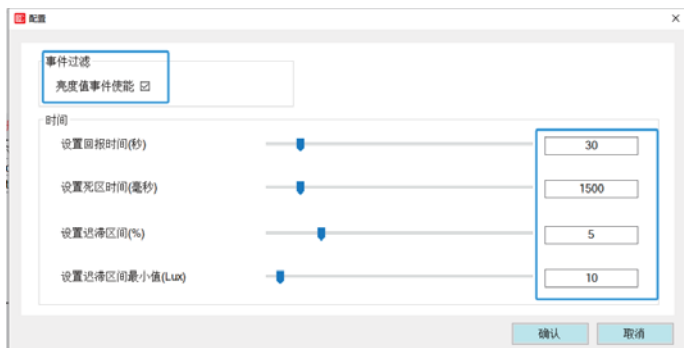 配置
事件过滤
亮度值事件使能
时间
设置回报时间(秒)
30
设置死区时间(毫秒)
1500
设置迟滞区间(%)
5
设置迟滞区间最小值(Lux)
10
确认
取消